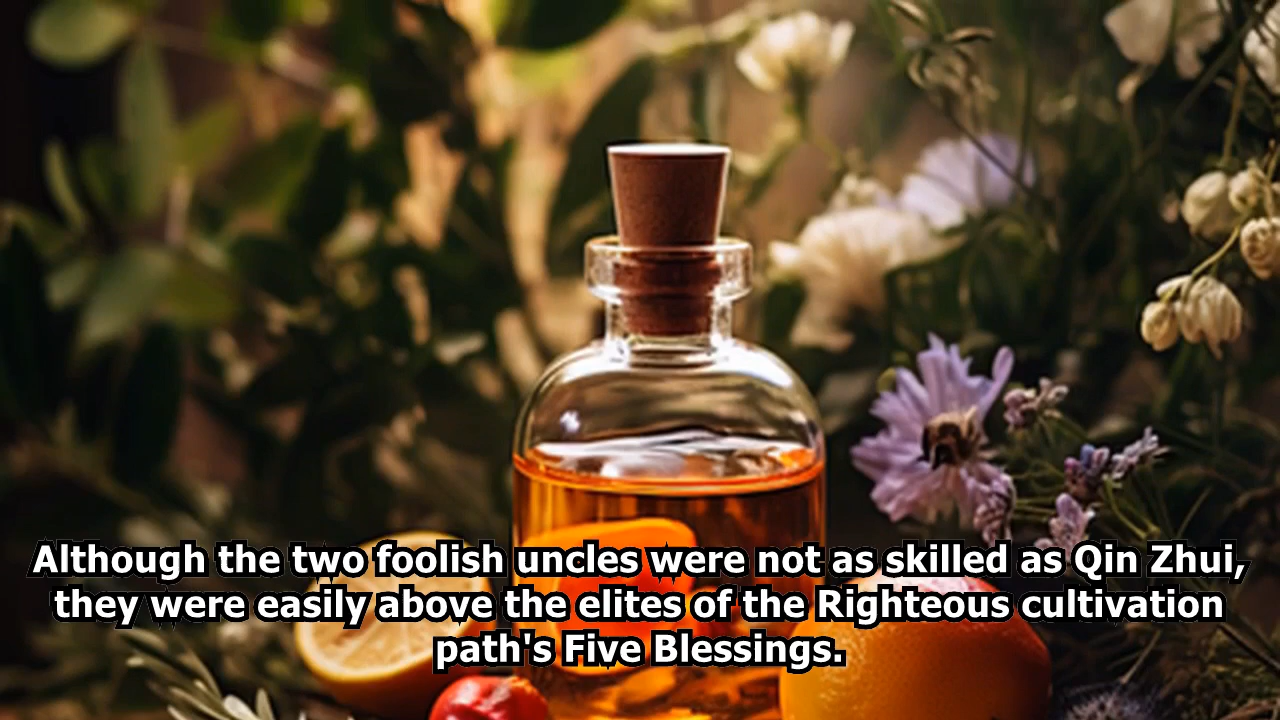 Although the two foolish uncles were not as skilled as Qin Zhui,
they were easily above the elites of the Righteous cultivation
path's Five Blessings.